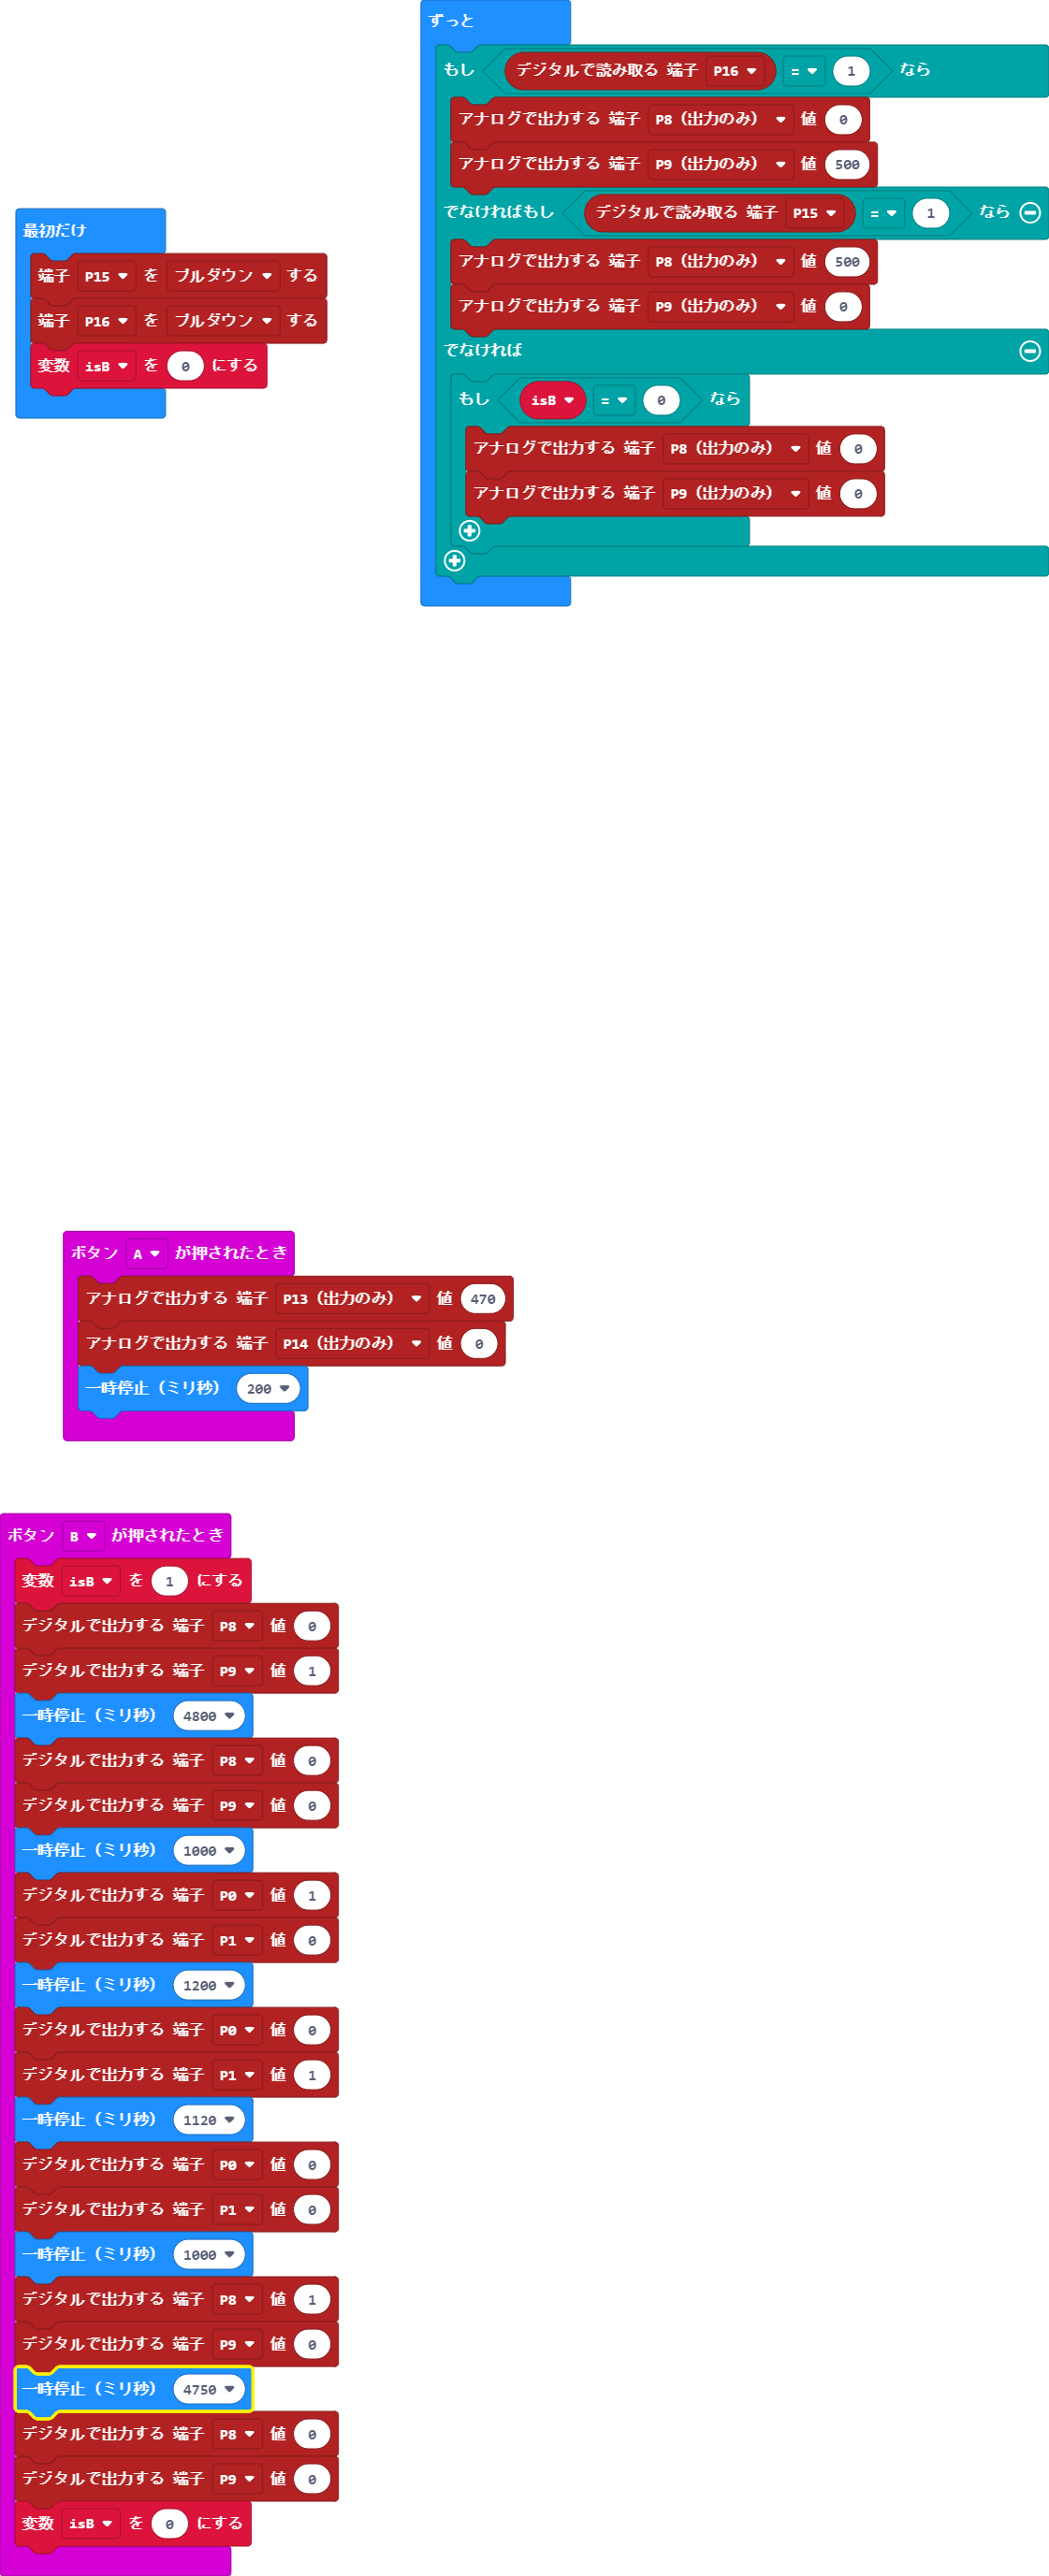 ずっと
もし デジタルで読み取る 端子 P16 = 1 なら
アナログで出力する 端子 P8（出力のみ） 値 0
アナログで出力する 端子 P9（出力のみ） 値 500
でなければもし デジタルで読み取る 端子 P15 = 1 なら
アナログで出力する 端子 P8（出力のみ） 値 500
アナログで出力する 端子 P9（出力のみ） 値 0
でなければ
もし isB = 0 なら
アナログで出力する 端子 P8（出力のみ） 値 0
アナログで出力する 端子 P9（出力のみ） 値 0
最初だけ
端子 P15 を プルダウン する
端子 P16 を プルダウン する
変数 isB を 0 にする
ボタン A が押されたとき
アナログで出力する 端子 P13（出力のみ） 値 470
アナログで出力する 端子 P14（出力のみ） 値 0
一時停止（ミリ秒） 200
ボタン B が押されたとき
変数 isB を 1 にする
デジタルで出力する 端子 P8 値 0
デジタルで出力する 端子 P9 値 1
一時停止（ミリ秒） 4800
デジタルで出力する 端子 P8 値 0
デジタルで出力する 端子 P9 値 0
一時停止（ミリ秒） 1000
デジタルで出力する 端子 P0 値 1
デジタルで出力する 端子 P1 値 0
一時停止（ミリ秒） 1200
デジタルで出力する 端子 P0 値 0
デジタルで出力する 端子 P1 値 1
一時停止（ミリ秒） 1120
デジタルで出力する 端子 P0 値 0
デジタルで出力する 端子 P1 値 0
一時停止（ミリ秒） 1000
デジタルで出力する 端子 P8 値 1
デジタルで出力する 端子 P9 値 0
一時停止（ミリ秒） 4750
デジタルで出力する 端子 P8 値 0
デジタルで出力する 端子 P9 値 0
変数 isB を 0 にする